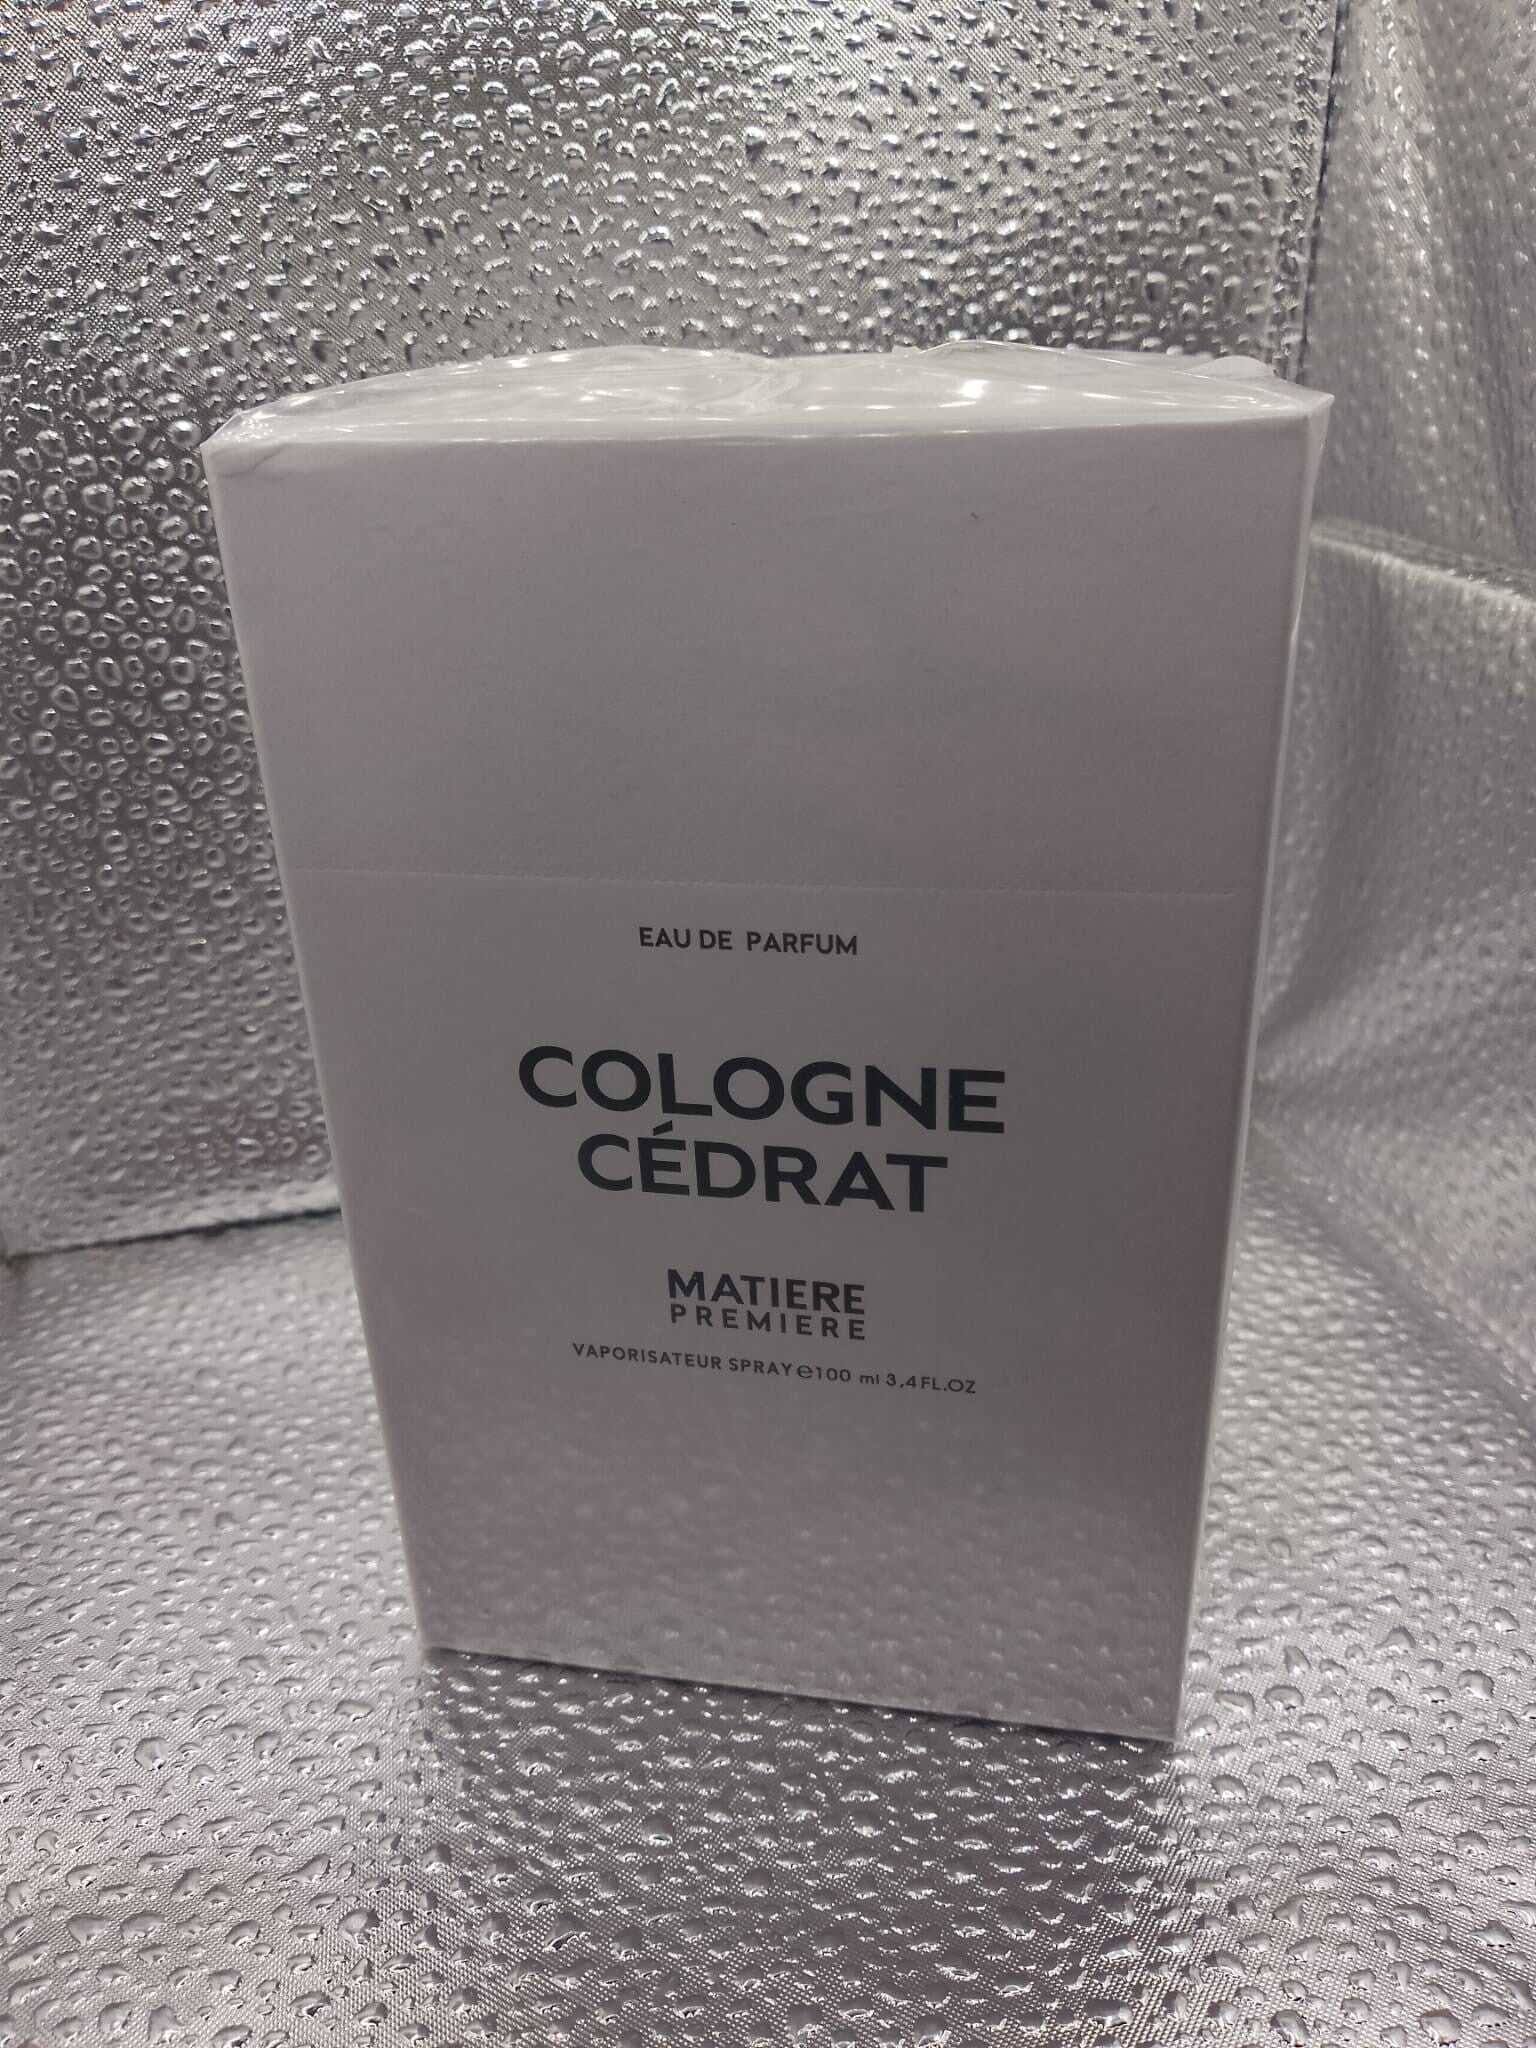 EAU DE PARFUM
COLOGNE
CÉDRAT
MATIERE
PREMIERE
VAPORISATEUR SPRAY ℮100 ml 3,4FL.OZ